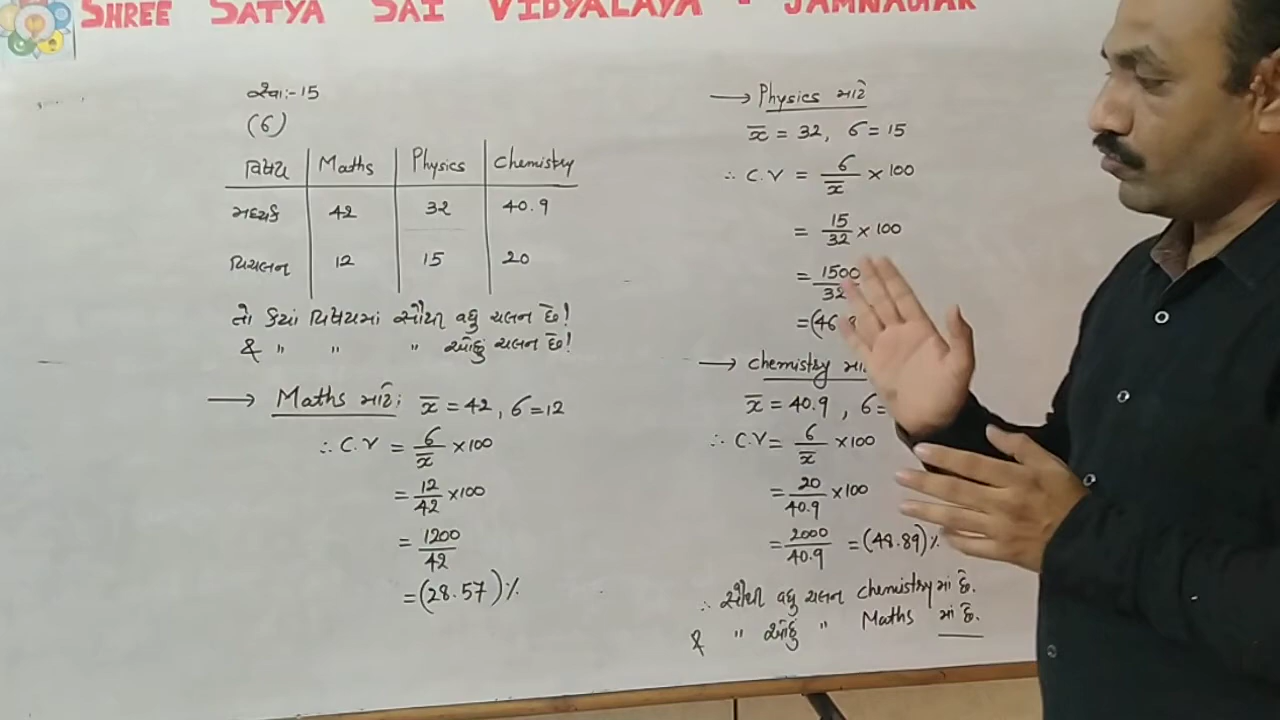 SHREE SATYA SAI VIDYALAYA - JAMNAGAR
સ્વા:-15
(6)
વિષય Maths Physics Chemistry
મધ્યક 42 32 40.9
વિચલન 12 15 20
તો કયાં વિષયમાં સૌથી વધુ ચલન છે!
& " " " ઓછું ચલન છે!
→ Maths માટે: x̅ = 42, σ = 12
∴ C.V = σ/x̅ × 100
= 12/42 × 100
= 1200/42
= (28.57)%
→ Physics માટે
x̅ = 32, σ = 15
∴ C.V = σ/x̅ × 100
= 15/32 × 100
= 1500/32
= (46.
→ chemistry
x̅ = 40.9, σ =
∴ C.V = σ/x̅ × 100
= 20/40.9 × 100
= 2000/40.9 = (48.89)%
∴ સૌથી વધુ ચલન chemistry માં છે.
& " ઓછું " Maths માં છે.